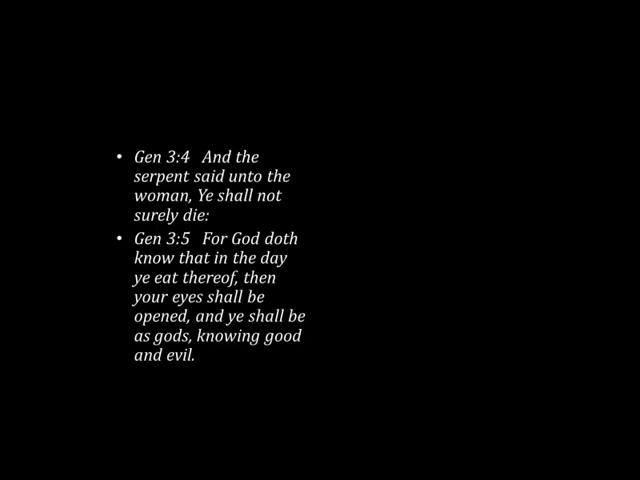 • Gen 3:4 And the
serpent said unto the
woman, Ye shall not
surely die:
• Gen 3:5 For God doth
know that in the day
ye eat thereof, then
your eyes shall be
opened, and ye shall be
as gods, knowing good
and evil.